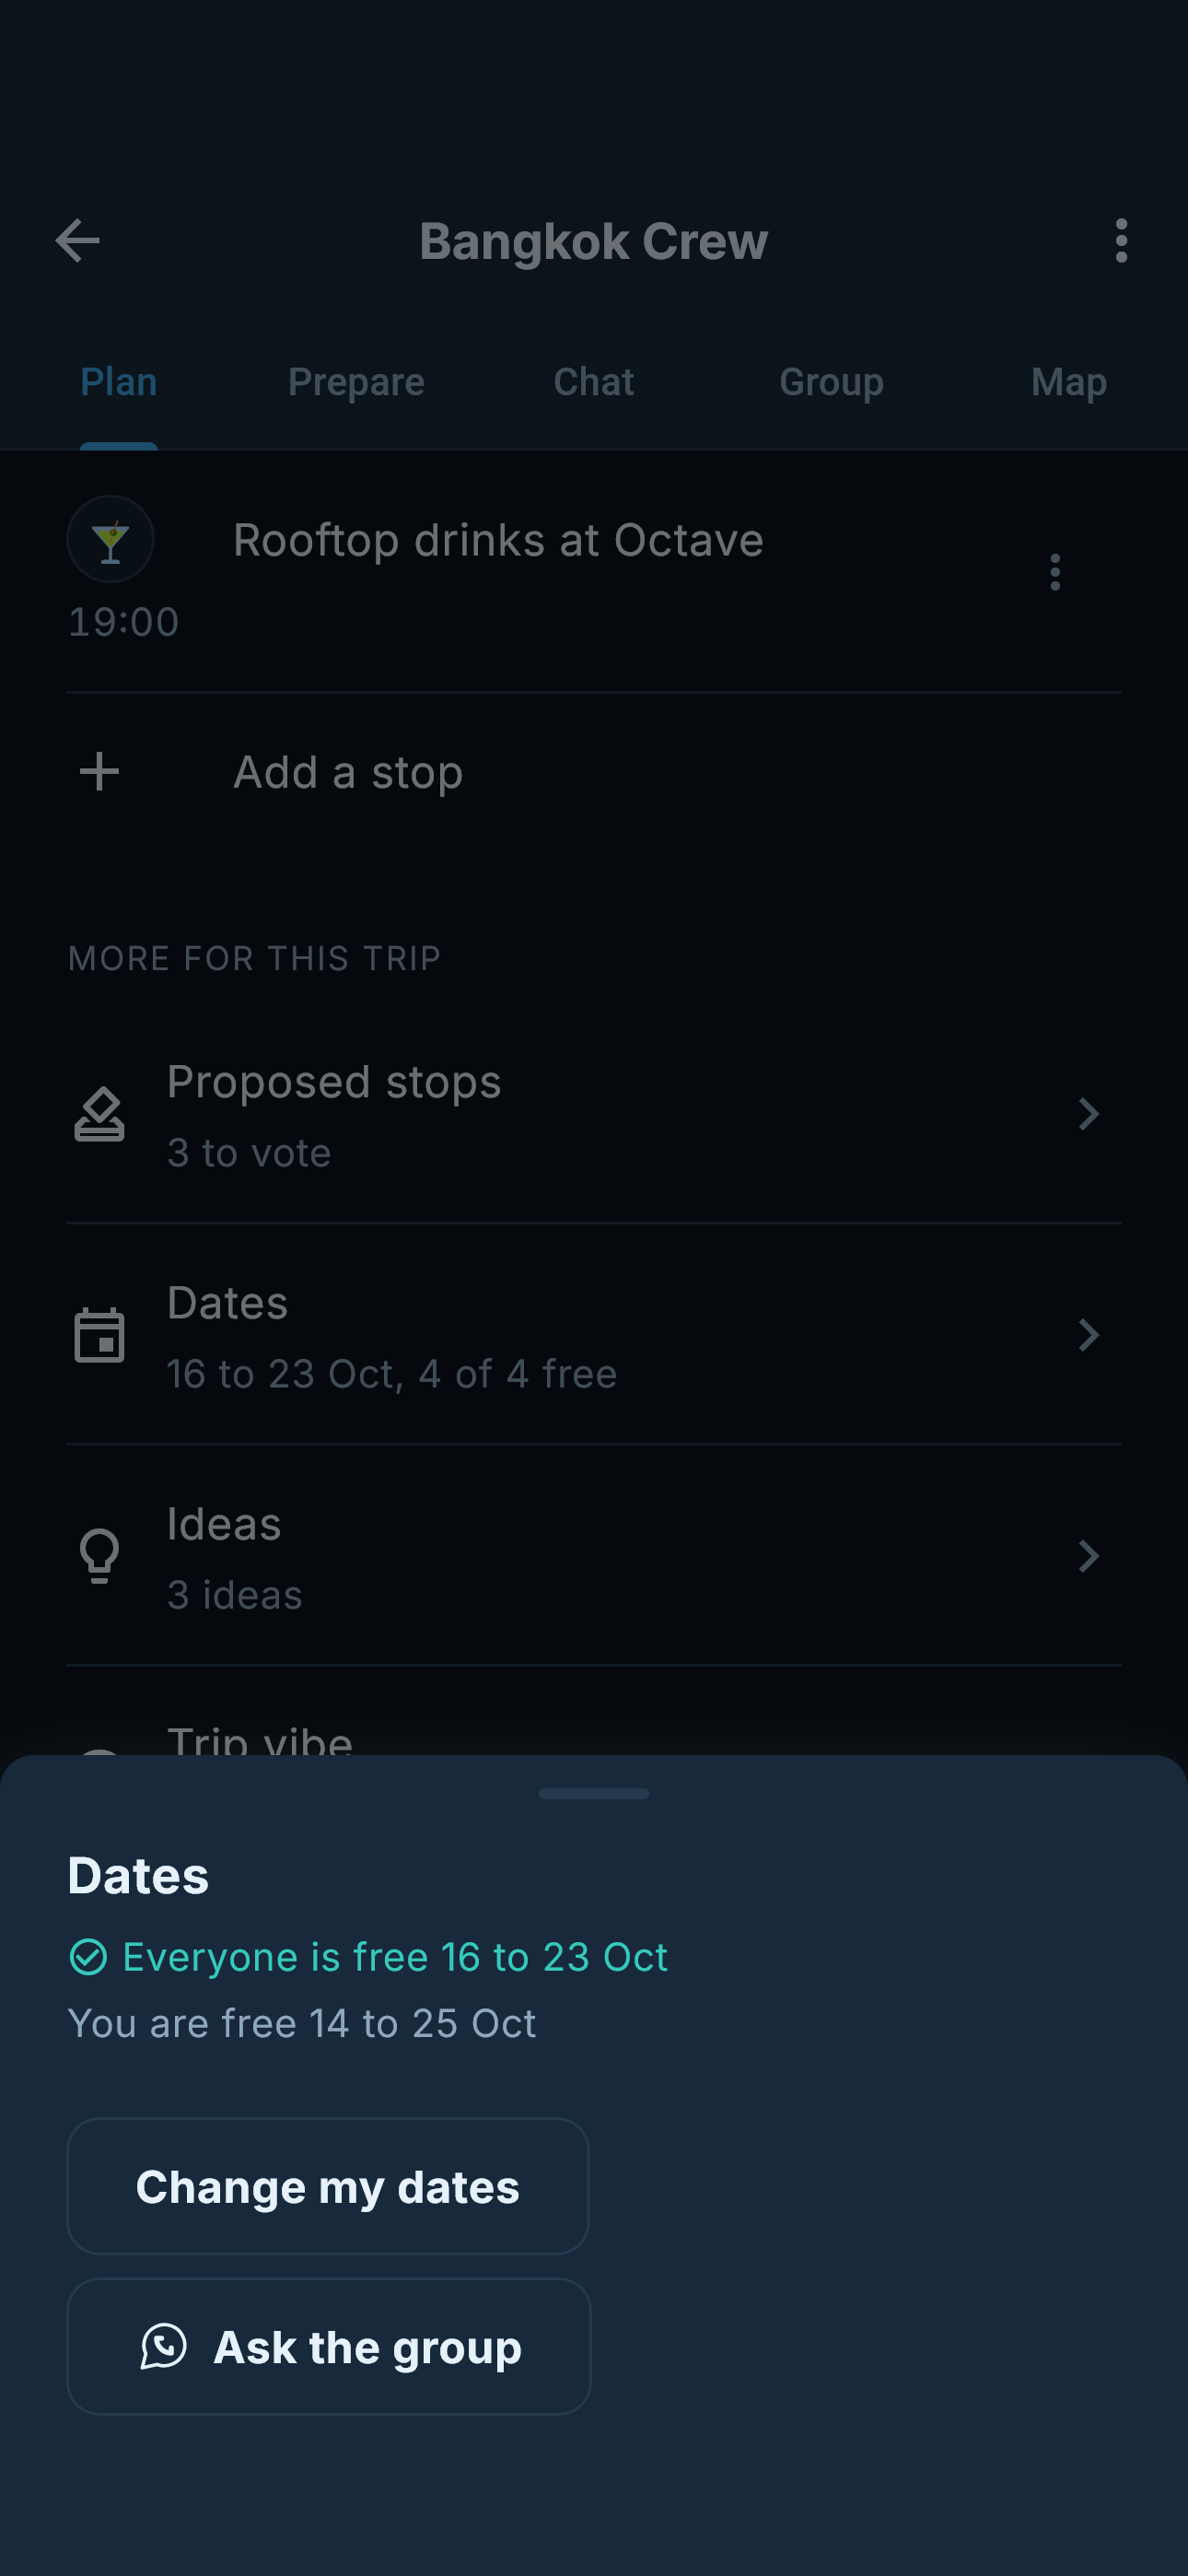 Bangkok Crew
Plan
Prepare
Chat
Group
Map
Rooftop drinks at Octave
19:00
Add a stop
MORE FOR THIS TRIP
Proposed stops
3 to vote
Dates
16 to 23 Oct, 4 of 4 free
Ideas
3 ideas
Trip vibe
Dates
Everyone is free 16 to 23 Oct
You are free 14 to 25 Oct
Change my dates
Ask the group